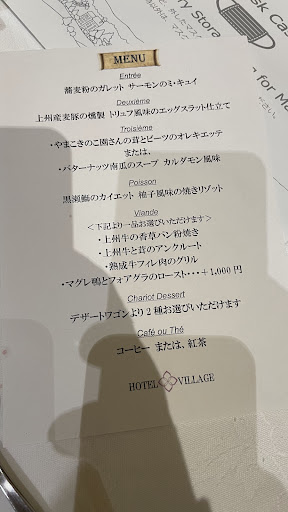 sk Cas
ry Stora
g for M
MENU
Entrée
蕎麦粉のガレット サーモンのミ・キュイ
Deuxième
上州産麦豚の燻製 トリュフ風味のエッグスラット仕立て
Troisième
・やまこきのこ園さんの茸とビーツのオレキエッテ
または、
・バターナッツ南瓜のスープ カルダモン風味
Poisson
黒瀬鰤のカイエット 柚子風味の焼きリゾット
Viande
＜下記より一品お選びいただけます＞
・上州牛の香草パン粉焼き
・上州牛と茸のアンクルート
・熟成牛フィレ肉のグリル
・マグレ鴨とフォアグラのロースト・・・＋1,000円
Chariot Dessert
デザートワゴンより2種お選びいただけます
Café ou Thé
コーヒー または、紅茶
HOTEL VILLAGE